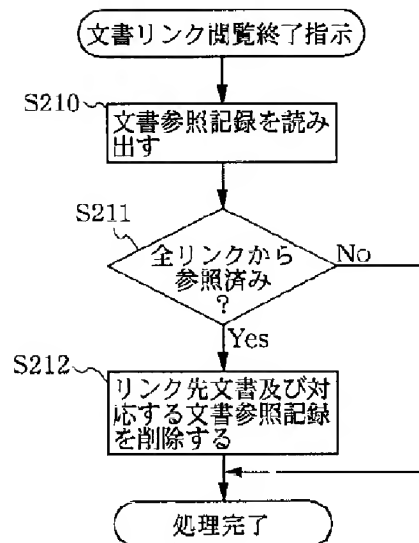 文書リンク閲覧終了指示
S210
文書参照記録を読み
出す
S211
全リンクから
参照済み
?
No
Yes
S212
リンク先文書及び対
応する文書参照記録
を削除する
処理完了